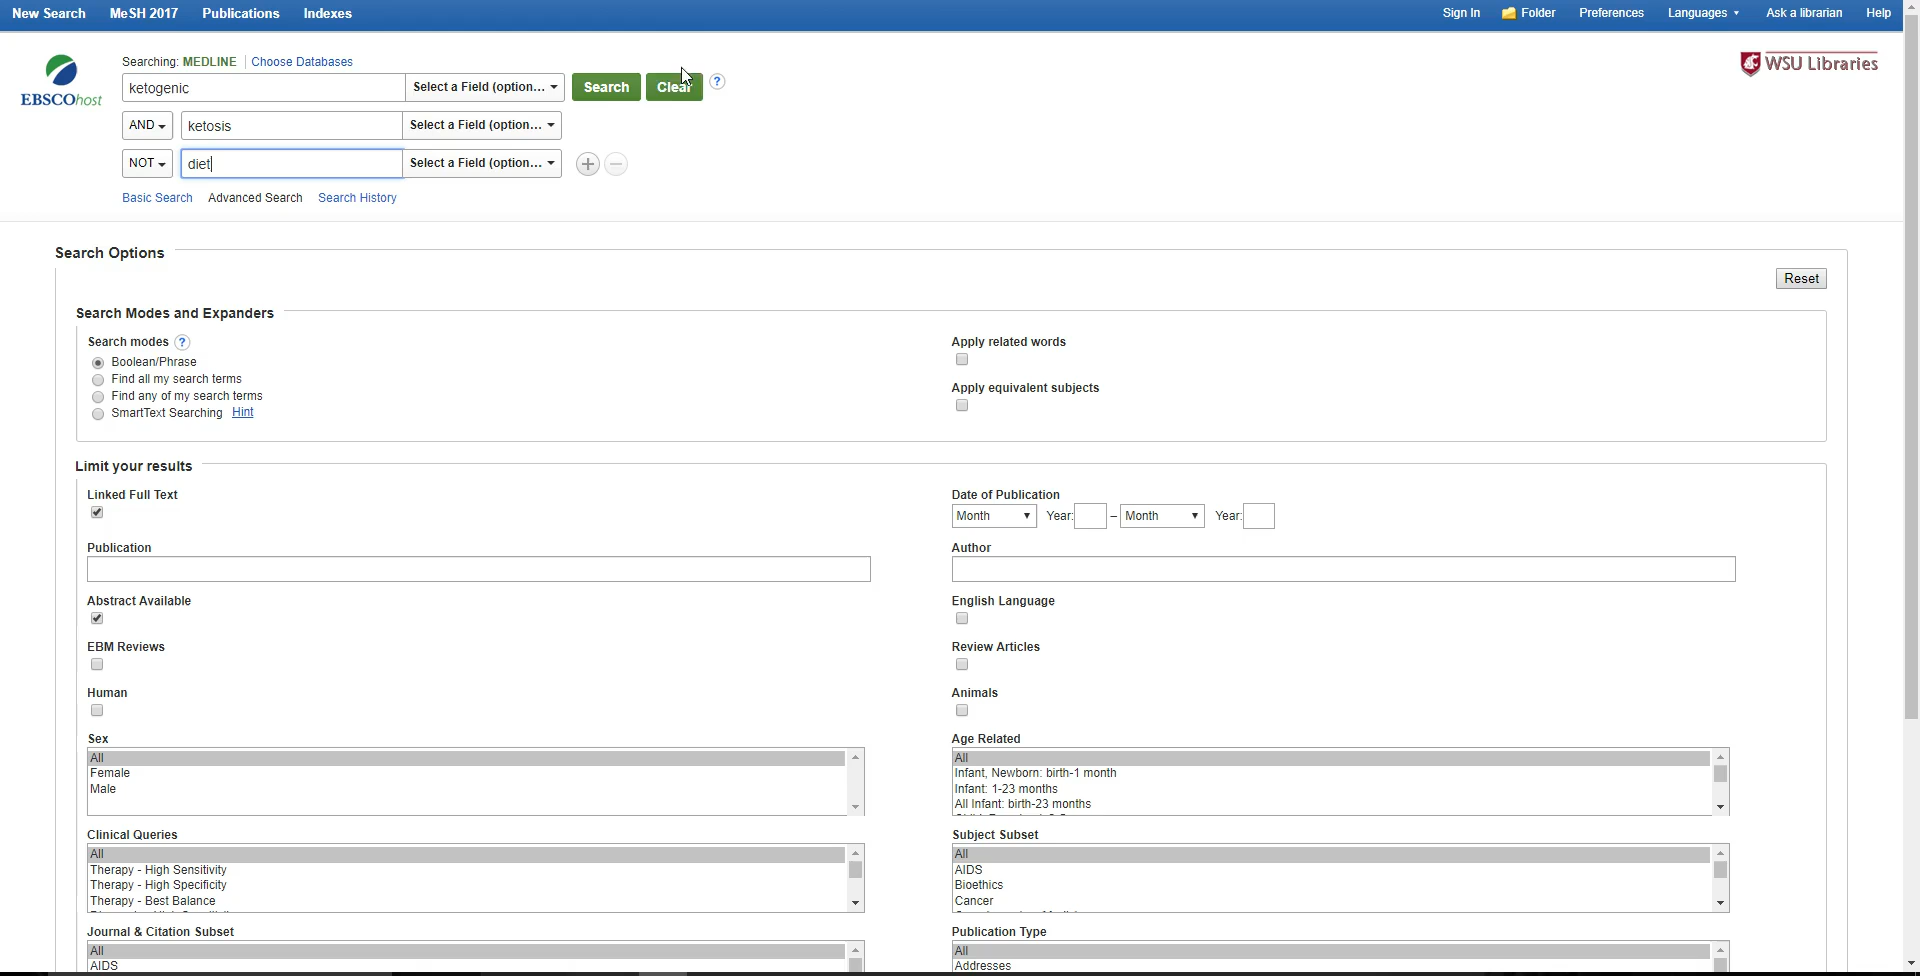 New Search MeSH 2017 Publications Indexes Sign In Folder Preferences Languages Ask a librarian Help
Searching: MEDLINE Choose Databases
EBSCOhost
WSU Libraries
ketogenic Select a Field (option... Search Clear ?
AND ketosis Select a Field (option...
NOT diet Select a Field (option...
Basic Search Advanced Search Search History
Search Options
Reset
Search Modes and Expanders
Search modes ? Apply related words
Boolean/Phrase
Find all my search terms Apply equivalent subjects
Find any of my search terms
SmartText Searching Hint
Limit your results
Linked Full Text Date of Publication
Month Year: – Month Year:
Publication Author
Abstract Available English Language
EBM Reviews Review Articles
Human Animals
Sex Age Related
All All
Female Infant, Newborn: birth-1 month
Male Infant: 1-23 months
All Infant: birth-23 months
Clinical Queries Subject Subset
All All
Therapy - High Sensitivity AIDS
Therapy - High Specificity Bioethics
Therapy - Best Balance Cancer
Journal & Citation Subset Publication Type
All All
AIDS Addresses